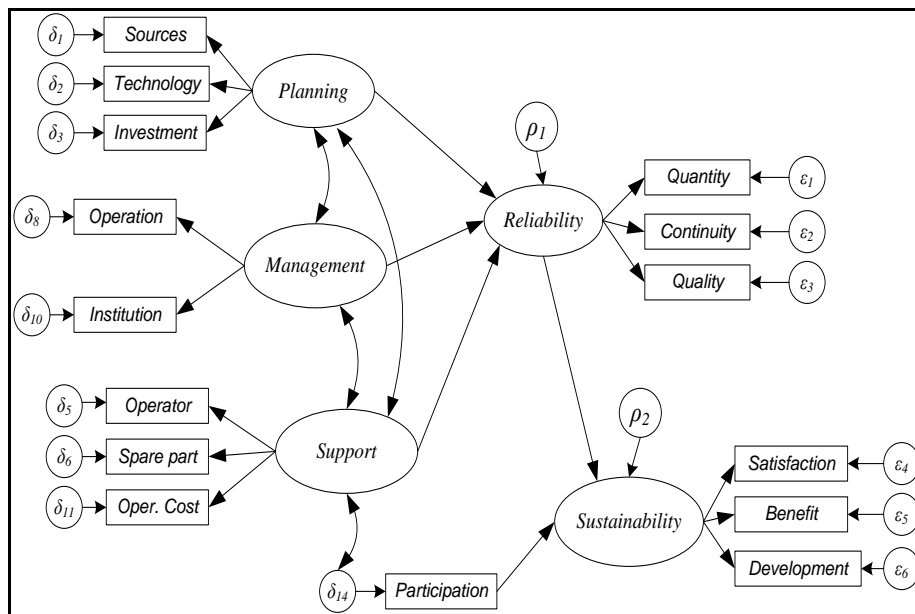 δ1
Sources
δ2
Technology
δ3
Investment
Planning
δ8
Operation
δ10
Institution
Management
δ5
Operator
δ6
Spare part
δ11
Oper. Cost
Support
δ14
Participation
ρ1
Reliability
Quantity
ε1
Continuity
ε2
Quality
ε3
ρ2
Sustainability
Satisfaction
ε4
Benefit
ε5
Development
ε6